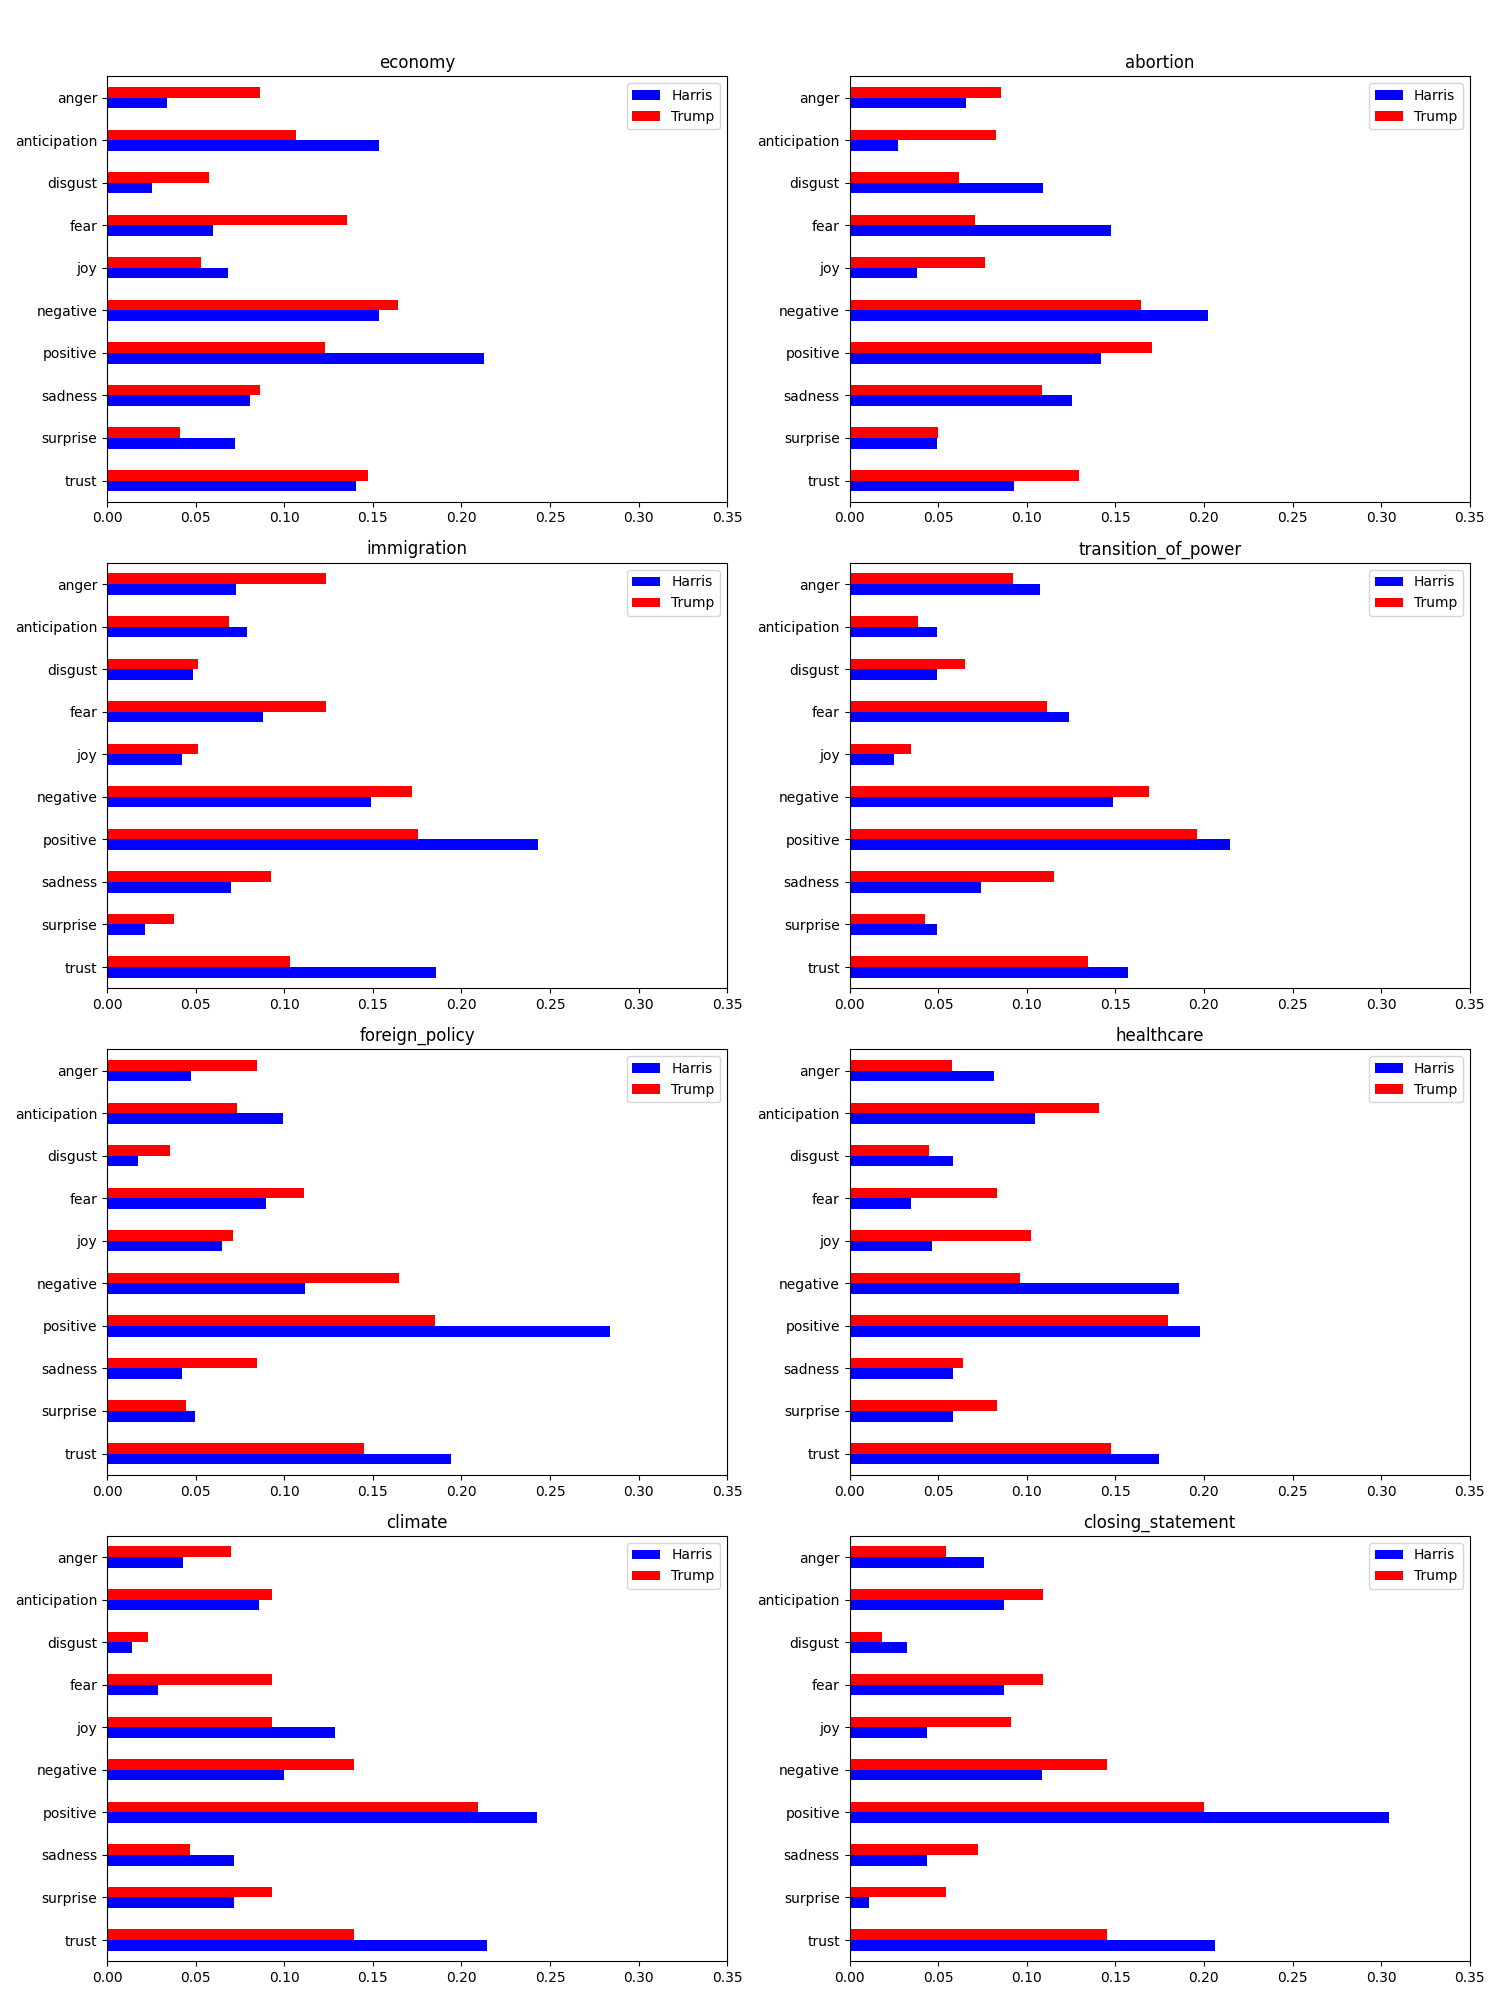 economy
anger
anticipation
disgust
fear
joy
negative
positive
sadness
surprise
trust
Harris
Trump
0.00 0.05 0.10 0.15 0.20 0.25 0.30 0.35
abortion
anger
anticipation
disgust
fear
joy
negative
positive
sadness
surprise
trust
Harris
Trump
0.00 0.05 0.10 0.15 0.20 0.25 0.30 0.35
immigration
anger
anticipation
disgust
fear
joy
negative
positive
sadness
surprise
trust
Harris
Trump
0.00 0.05 0.10 0.15 0.20 0.25 0.30 0.35
transition_of_power
anger
anticipation
disgust
fear
joy
negative
positive
sadness
surprise
trust
Harris
Trump
0.00 0.05 0.10 0.15 0.20 0.25 0.30 0.35
foreign_policy
anger
anticipation
disgust
fear
joy
negative
positive
sadness
surprise
trust
Harris
Trump
0.00 0.05 0.10 0.15 0.20 0.25 0.30 0.35
healthcare
anger
anticipation
disgust
fear
joy
negative
positive
sadness
surprise
trust
Harris
Trump
0.00 0.05 0.10 0.15 0.20 0.25 0.30 0.35
climate
anger
anticipation
disgust
fear
joy
negative
positive
sadness
surprise
trust
Harris
Trump
0.00 0.05 0.10 0.15 0.20 0.25 0.30 0.35
closing_statement
anger
anticipation
disgust
fear
joy
negative
positive
sadness
surprise
trust
Harris
Trump
0.00 0.05 0.10 0.15 0.20 0.25 0.30 0.35